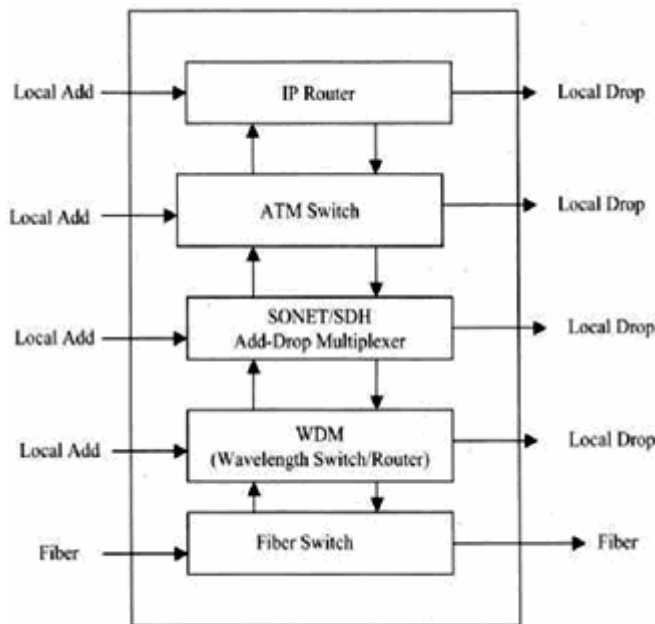 Local Add
IP Router
Local Drop
Local Add
ATM Switch
Local Drop
Local Add
SONET/SDH
Add-Drop Multiplexer
Local Drop
Local Add
WDM
(Wavelength Switch/Router)
Local Drop
Fiber
Fiber Switch
Fiber